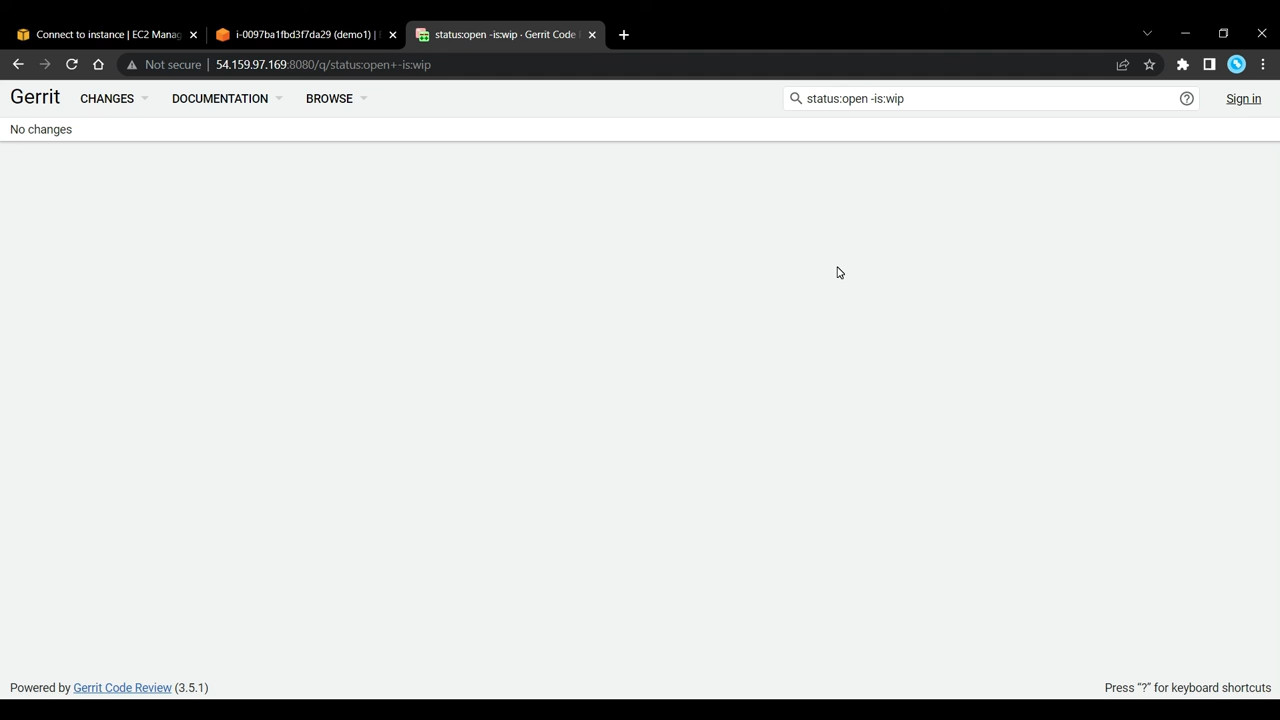 Connect to instance | EC2 Manag
i-0097ba1fbd3f7da29 (demo1) |
status:open -is:wip · Gerrit Code
Not secure
54.159.97.169:8080/q/status:open+-is:wip
Gerrit
CHANGES
DOCUMENTATION
BROWSE
status:open -is:wip
Sign in
No changes
Powered by Gerrit Code Review (3.5.1)
Press “?” for keyboard shortcuts